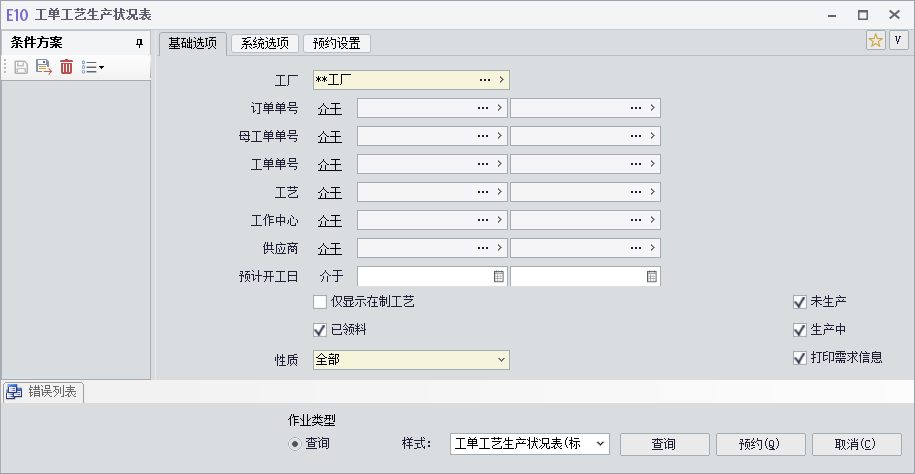 E10 工单工艺生产状况表
条件方案
基础选项 系统选项 预约设置 V
工厂 **工厂 ···
订单单号 介于 ··· ···
母工单单号 介于 ··· ···
工单单号 介于 ··· ···
工艺 介于 ··· ···
工作中心 介于 ··· ···
供应商 介于 ··· ···
预计开工日 介于
仅显示在制工艺 未生产
已领料 生产中
性质 全部 打印需求信息
错误列表
作业类型
查询 样式: 工单工艺生产状况表(标 查询 预约(Q) 取消(C)